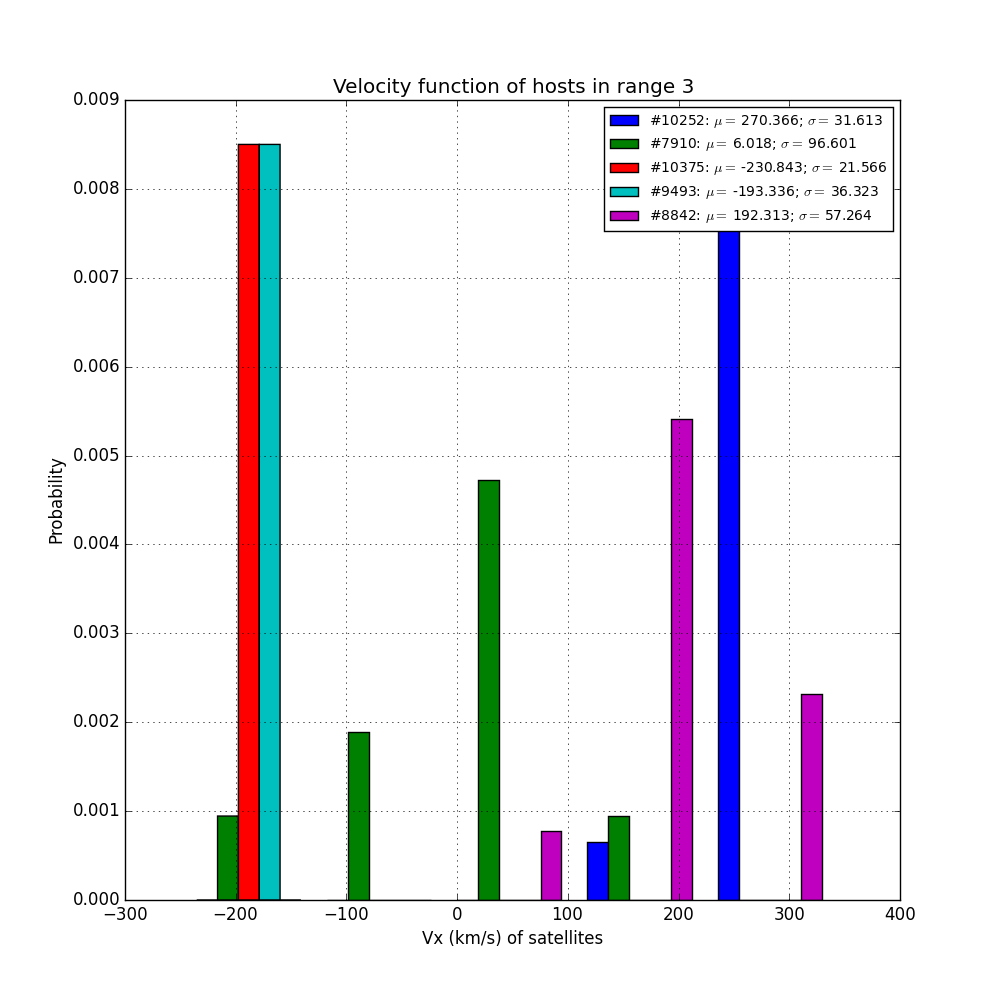 Velocity function of hosts in range 3
0.009
0.008
0.007
0.006
0.005
0.004
0.003
0.002
0.001
0.000
Probability
#10252: μ = 270.366; σ = 31.613
#7910: μ = 6.018; σ = 96.601
#10375: μ = -230.843; σ = 21.566
#9493: μ = -193.336; σ = 36.323
#8842: μ = 192.313; σ = 57.264
−300 −200 −100 0 100 200 300 400
Vx (km/s) of satellites